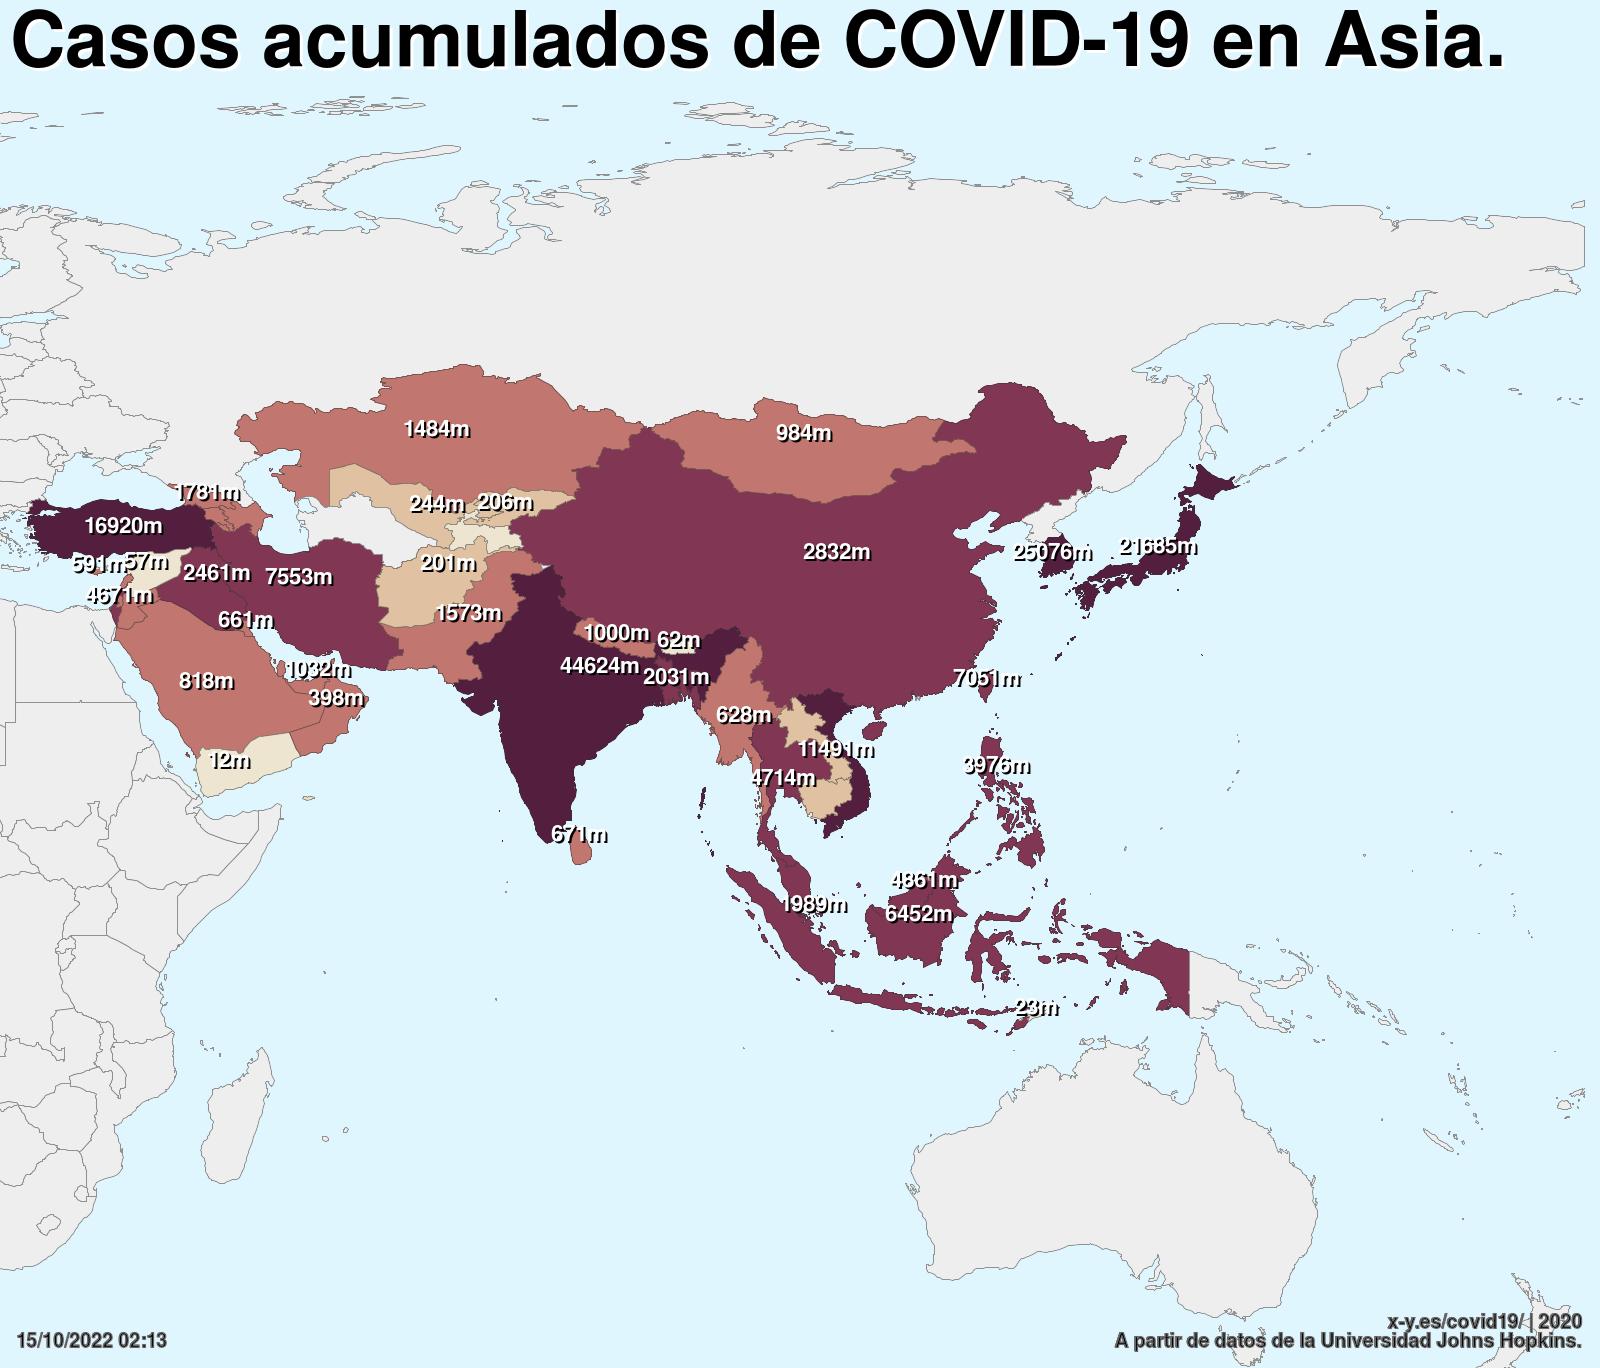 Casos acumulados de COVID-19 en Asia.
1484m
984m
1781m
244m
206m
16920m
2832m
25076m
21685m
591m
57m
2461m
7553m
201m
4671m
661m
1573m
1000m
62m
44624m
2031m
1032m
818m
398m
7051m
628m
11491m
12m
4714m
3976m
671m
4861m
1989m
6452m
23m
x-y.es/covid19/ | 2020
15/10/2022 02:13
A partir de datos de la Universidad Johns Hopkins.